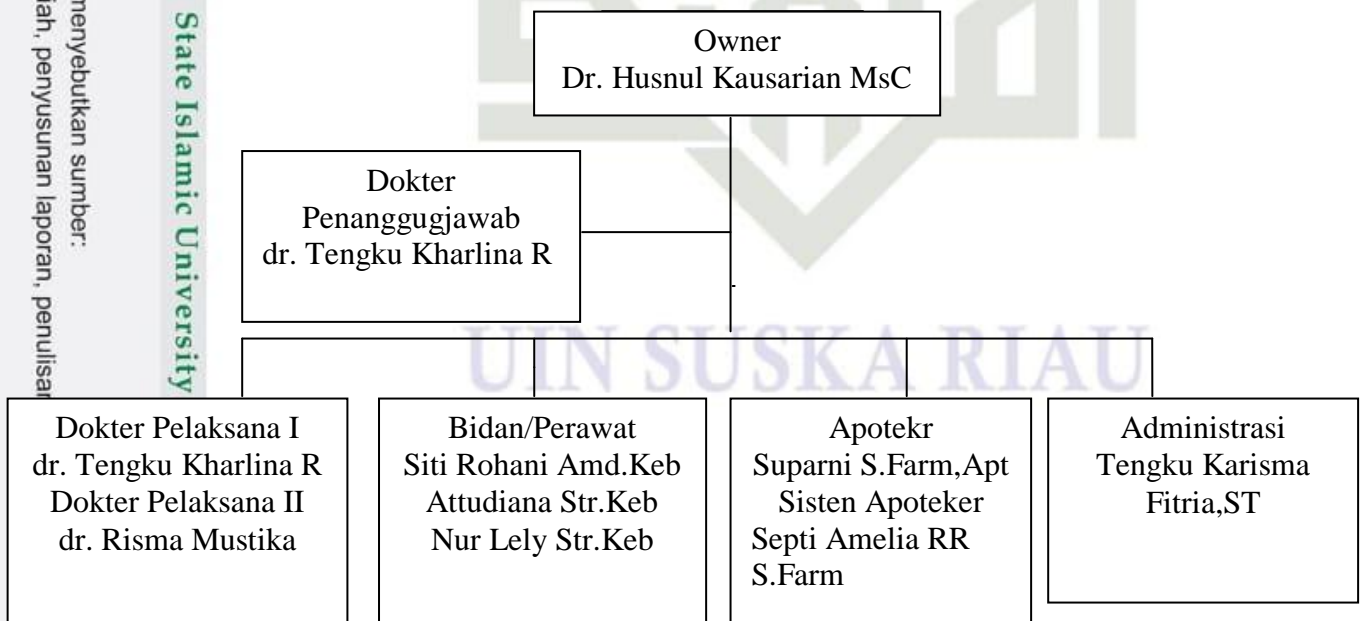 State Islamic University
menyebutkan sumber:
iah, penyusunan laporan, penulisan
Owner
Dr. Husnul Kausarian MsC
Dokter
Penanggugjawab
dr. Tengku Kharlina R
UIN SUSKA RIAU
Dokter Pelaksana I
dr. Tengku Kharlina R
Dokter Pelaksana II
dr. Risma Mustika
Bidan/Perawat
Siti Rohani Amd.Keb
Attudiana Str.Keb
Nur Lely Str.Keb
Apotekr
Suparni S.Farm,Apt
Sisten Apoteker
Septi Amelia RR
S.Farm
Administrasi
Tengku Karisma
Fitria,ST